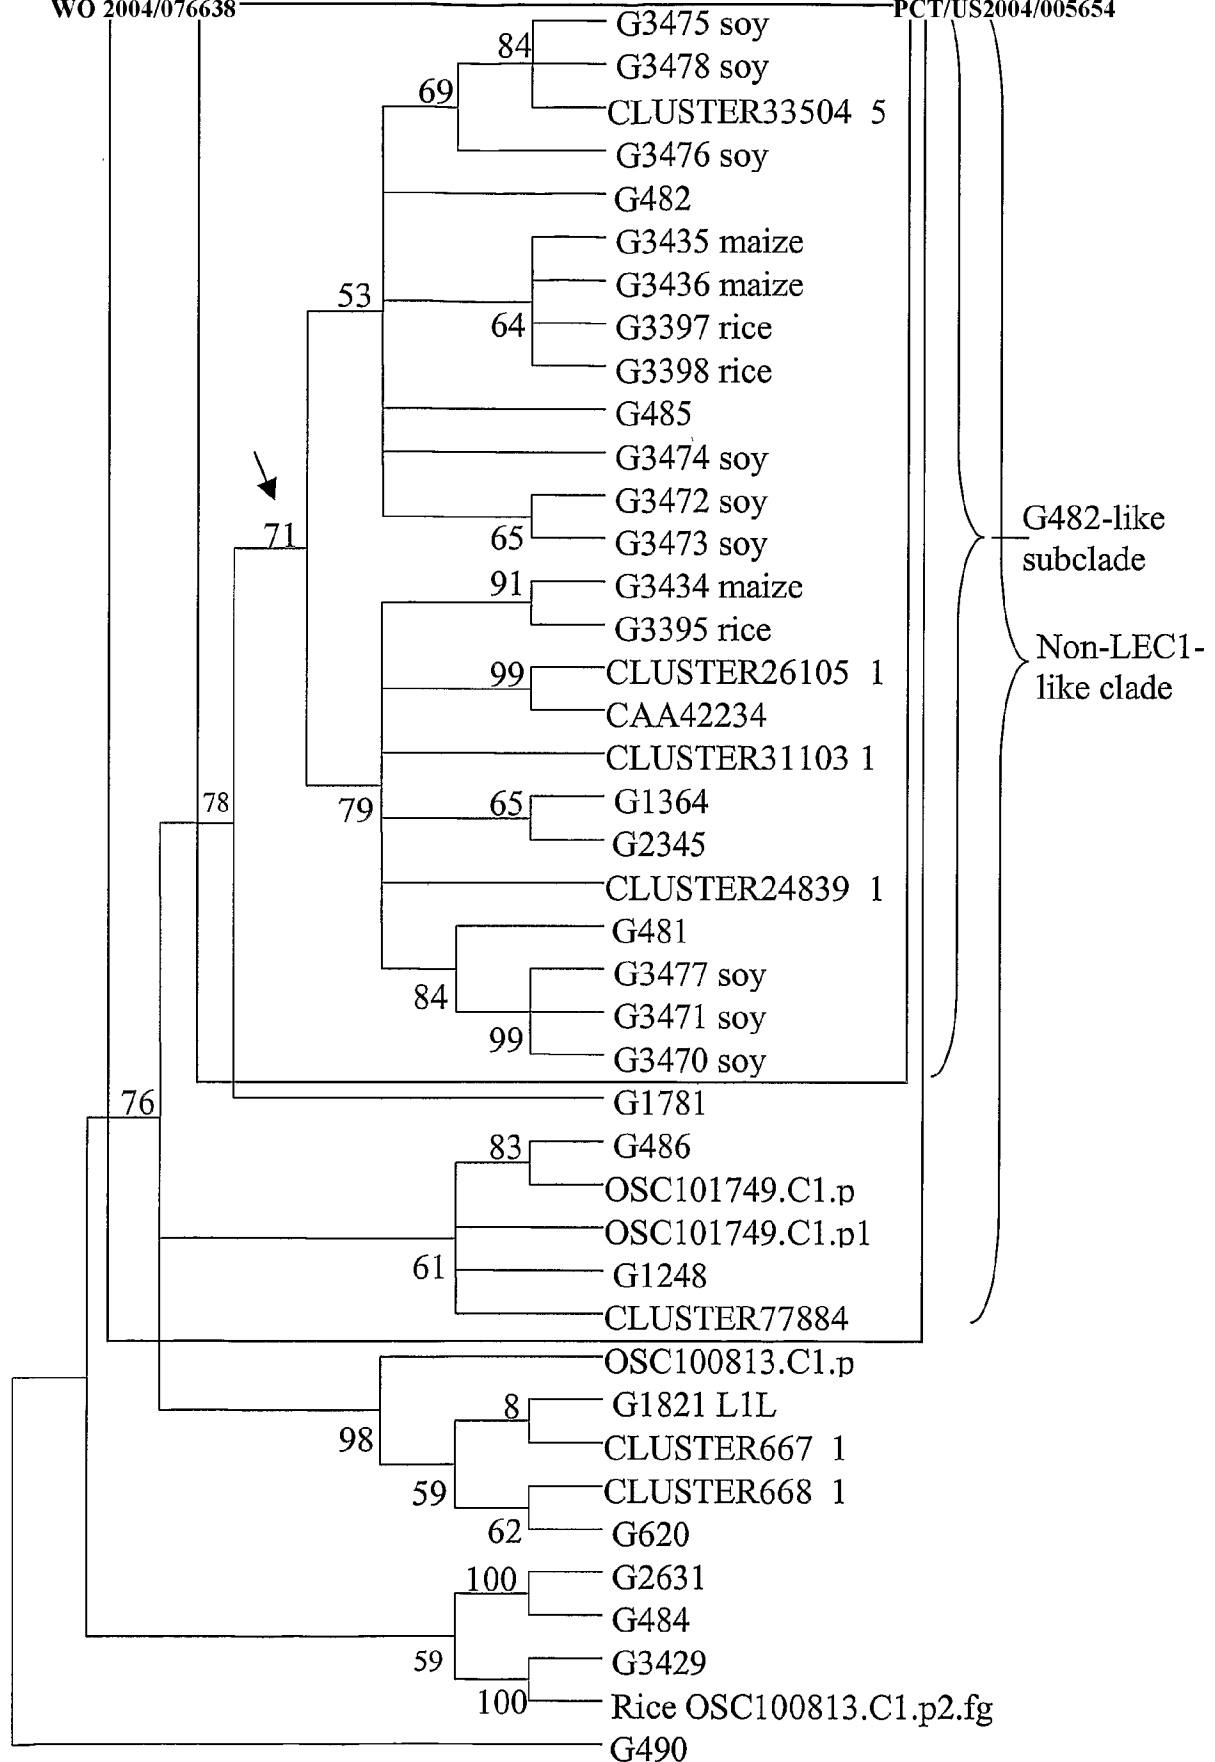 WO 2004/076638 PCT/US2004/005654
G3475 soy
84
G3478 soy
69
CLUSTER33504 5
G3476 soy
G482
G3435 maize
G3436 maize
53
64
G3397 rice
G3398 rice
G485
G3474 soy
G3472 soy
G482-like
subclade
71
65
G3473 soy
91
G3434 maize
G3395 rice
Non-LEC1-
like clade
99
CLUSTER26105 1
CAA42234
CLUSTER31103 1
78
79
65
G1364
G2345
CLUSTER24839 1
G481
G3477 soy
84
G3471 soy
99
G3470 soy
76
G1781
83
G486
OSC101749.C1.p
OSC101749.C1.p1
61
G1248
CLUSTER77884
OSC100813.C1.p
8
G1821 L1L
98
CLUSTER667 1
59
CLUSTER668 1
62
G620
100
G2631
G484
59
G3429
100
Rice OSC100813.C1.p2.fg
G490